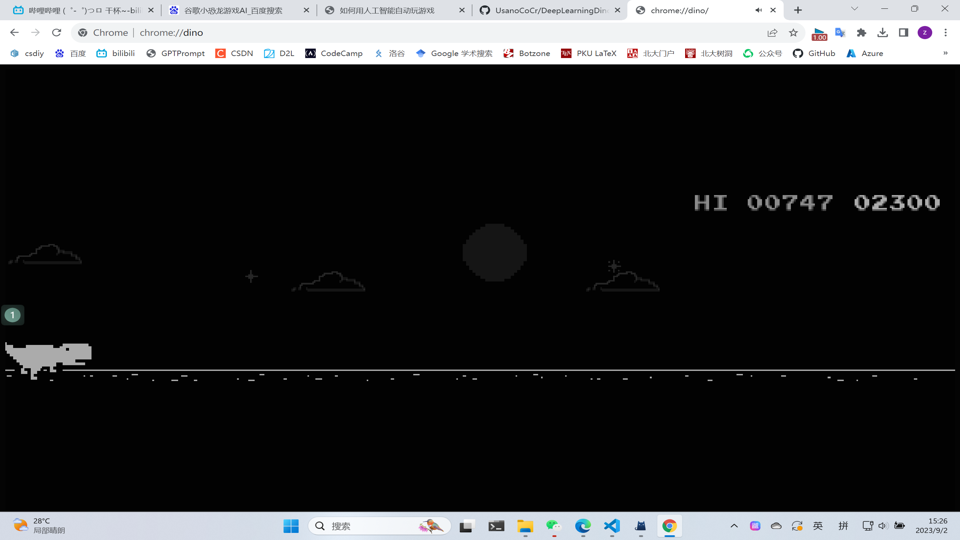 哔哩哔哩 (゜-゜)つロ 干杯~-bili
谷歌小恐龙游戏AI_百度搜索
如何用人工智能自动玩游戏
UsanoCoCr/DeepLearningDin
chrome://dino/
Chrome | chrome://dino
1.00
z
csdiy
百度
bilibili
GPTPrompt
CSDN
D2L
CodeCamp
洛谷
Google 学术搜索
Botzone
PKU LaTeX
北大门户
北大树洞
公众号
GitHub
Azure
»
HI 00747 02300
1
28°C
局部晴朗
搜索
英
拼
15:26
2023/9/2